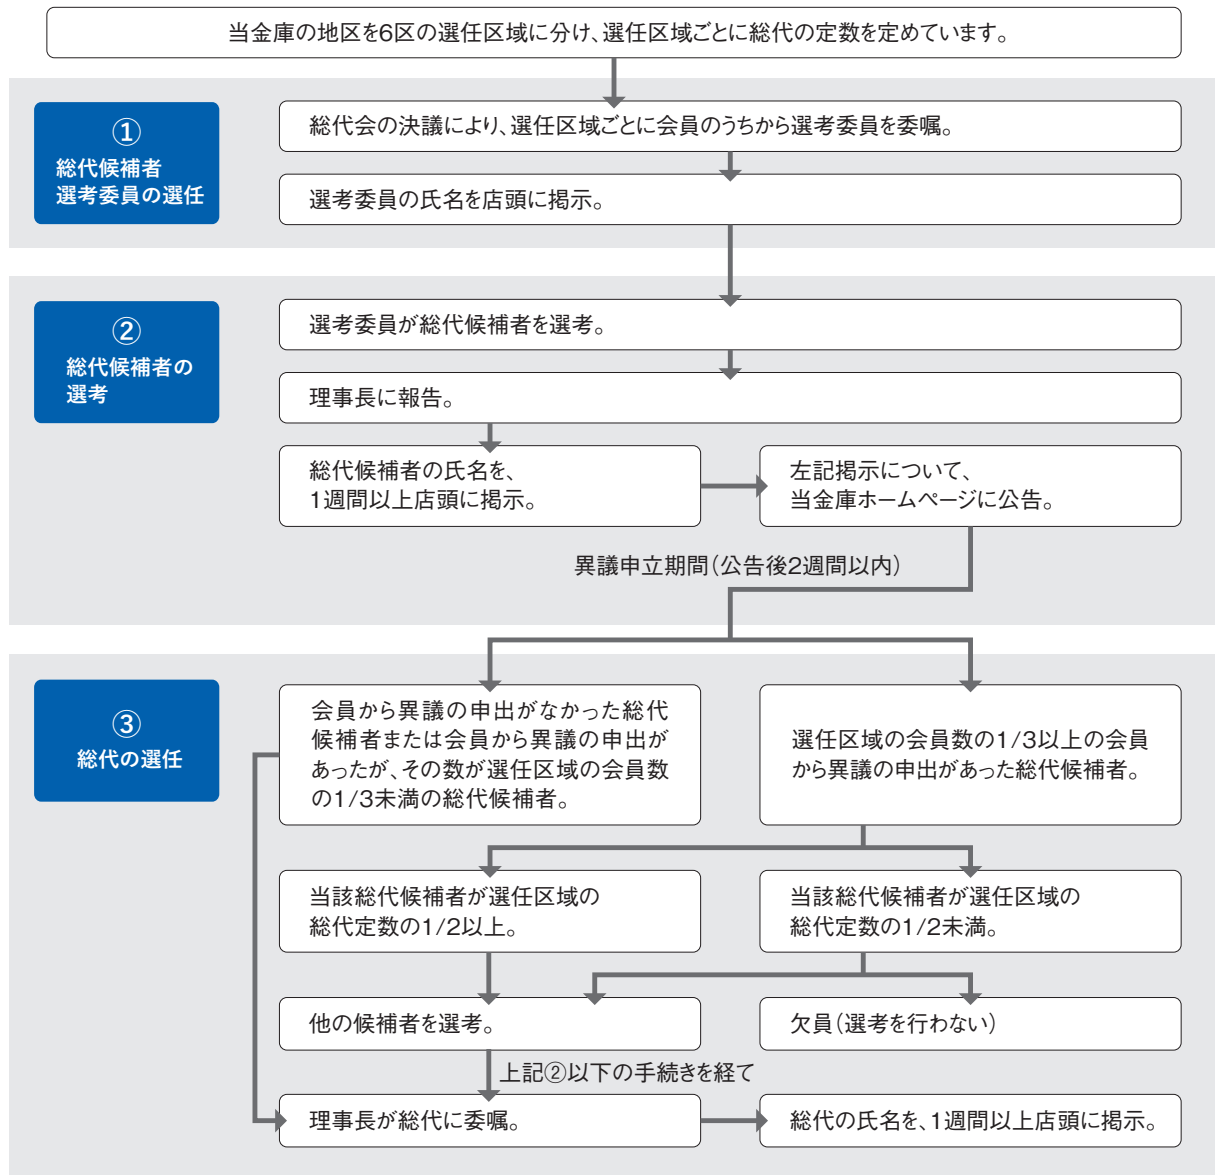 当金庫の地区を6区の選任区域に分け、選任区域ごとに総代の定数を定めています。
①
総代候補者
選考委員の選任
総代会の決議により、選任区域ごとに会員のうちから選考委員を委嘱。
選考委員の氏名を店頭に掲示。
②
総代候補者の
選考
選考委員が総代候補者を選考。
理事長に報告。
総代候補者の氏名を、
1週間以上店頭に掲示。
左記掲示について、
当金庫ホームページに公告。
異議申立期間(公告後2週間以内)
③
総代の選任
会員から異議の申出がなかった総代
候補者または会員から異議の申出が
あったが、その数が選任区域の会員数
の1/3未満の総代候補者。
選任区域の会員数の1/3以上の会員
から異議の申出があった総代候補者。
当該総代候補者が選任区域の
総代定数の1/2以上。
当該総代候補者が選任区域の
総代定数の1/2未満。
他の候補者を選考。
欠員(選考を行わない)
上記②以下の手続きを経て
理事長が総代に委嘱。
総代の氏名を、1週間以上店頭に掲示。